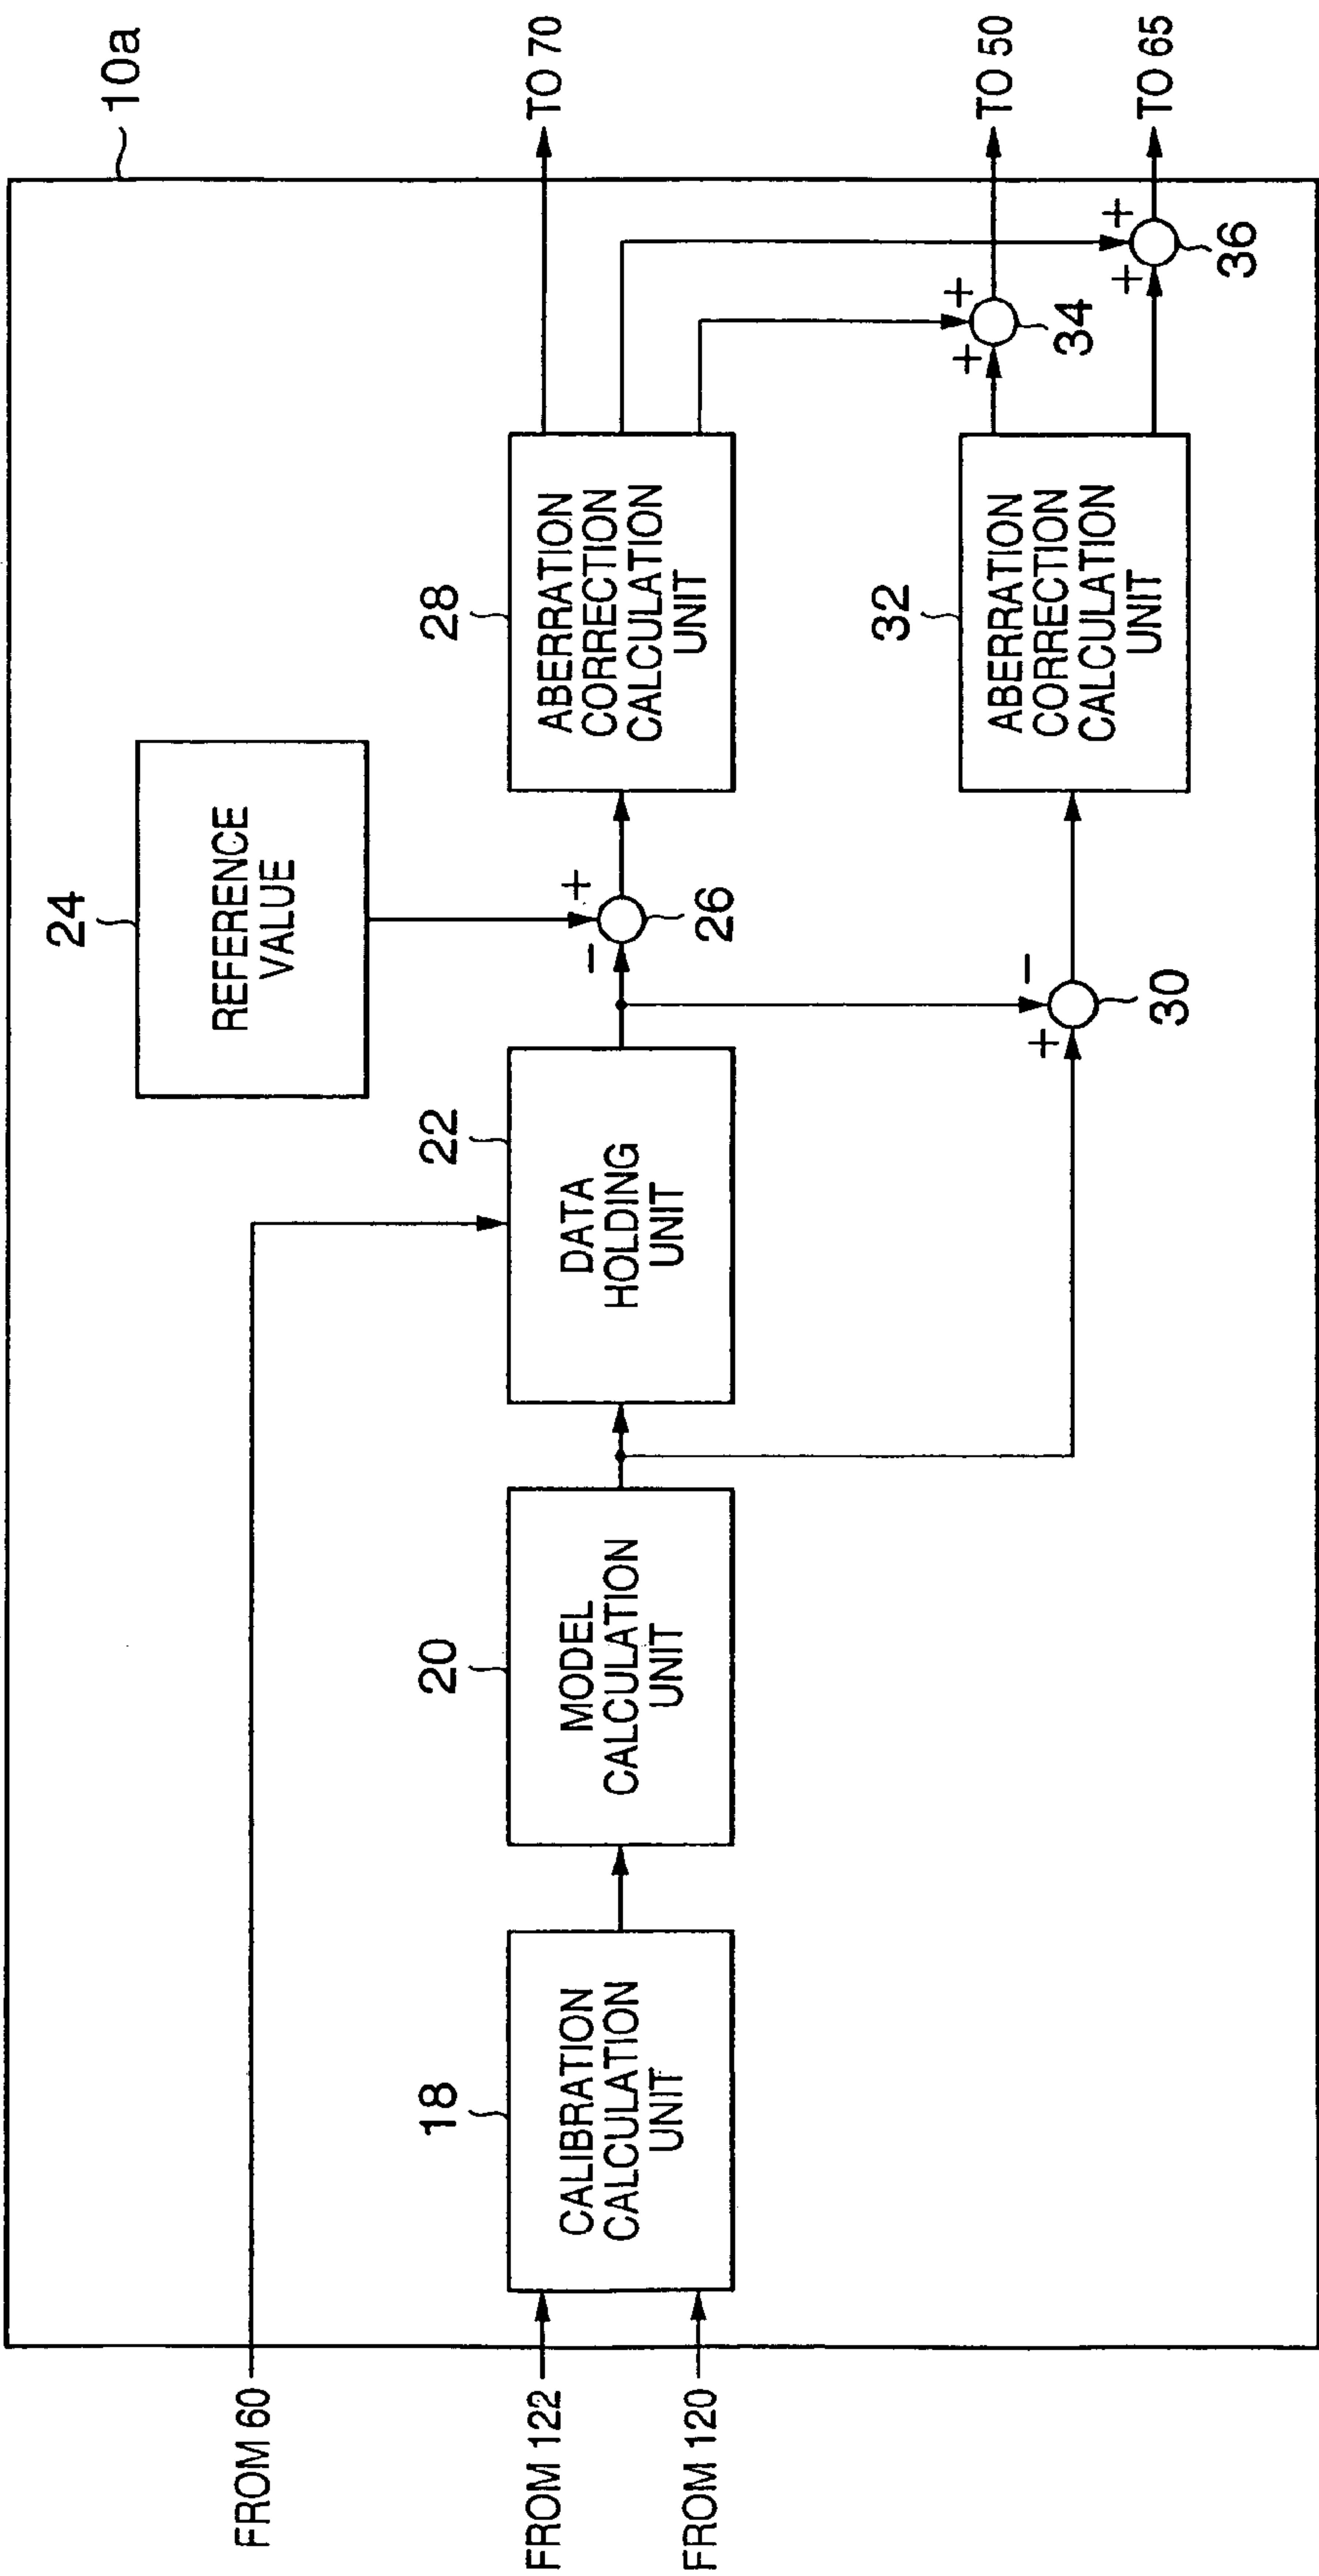 10a
FROM 60
FROM 122
FROM 120
18
CALIBRATION
CALCULATION
UNIT
20
MODEL
CALCULATION
UNIT
22
DATA
HOLDING
UNIT
24
REFERENCE
VALUE
−
+
26
28
ABERRATION
CORRECTION
CALCULATION
UNIT
+
−
30
32
ABERRATION
CORRECTION
CALCULATION
UNIT
+
+
34
+
+
36
TO 70
TO 50
TO 65